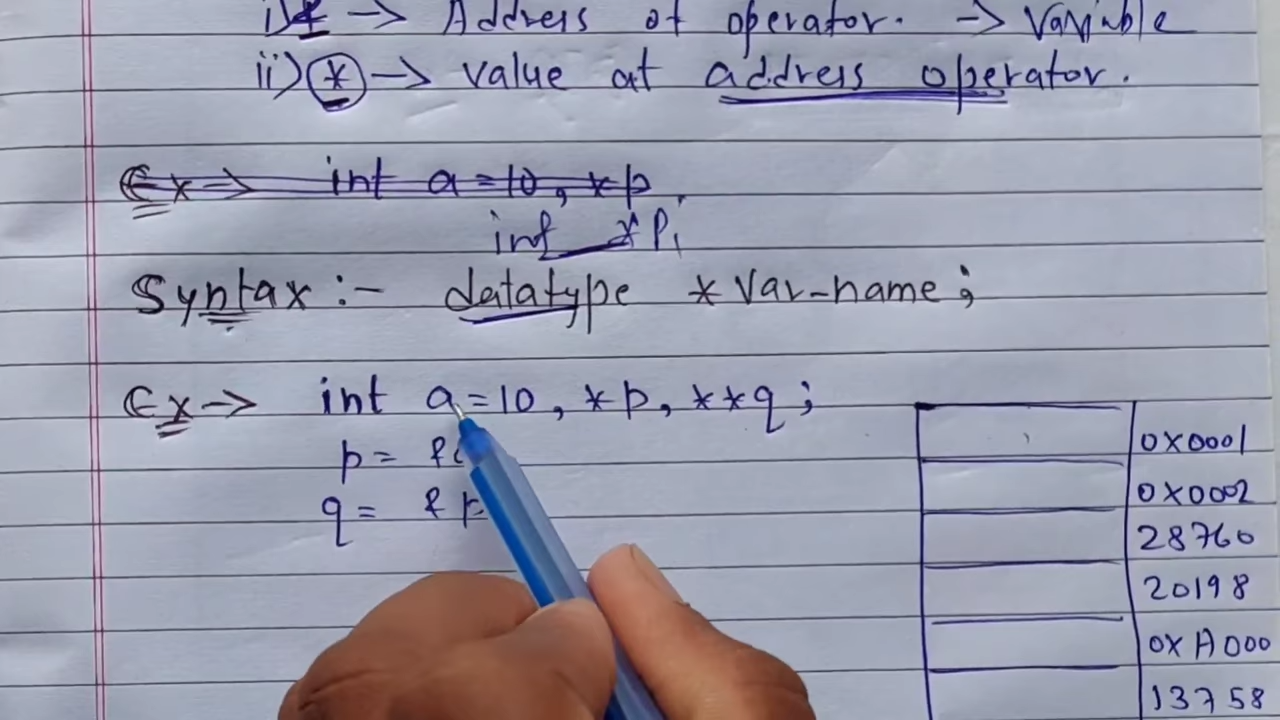 i) & -> Address of operator. -> Variable
ii) * -> value at address operator.
Ex -> int a = 10, *p
int *P;
Syntax :- datatype *var-name;
Ex -> int a = 10, *p, **q;
p = &
q = & p
0x0001
0x0002
28760
20198
0xA000
13758